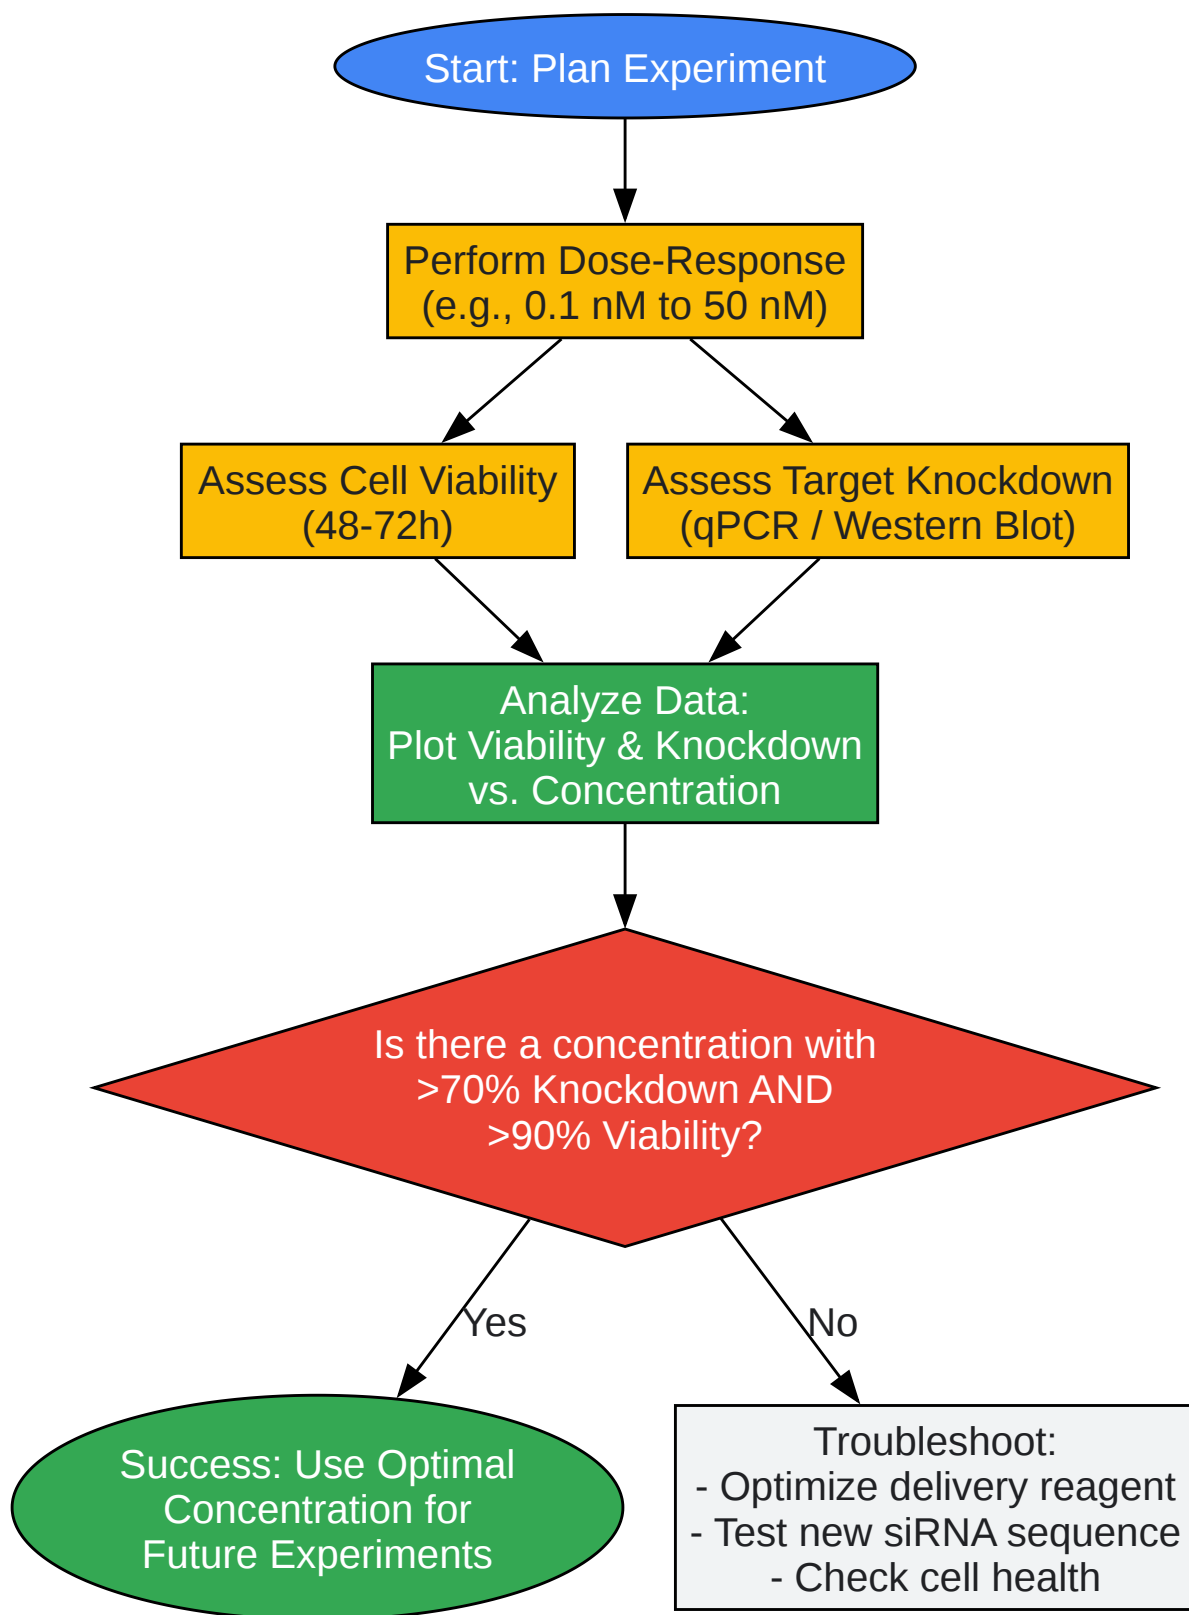 Start: Plan Experiment
Perform Dose-Response
(e.g., 0.1 nM to 50 nM)
Assess Cell Viability
(48-72h)
Assess Target Knockdown
(qPCR / Western Blot)
Analyze Data:
Plot Viability & Knockdown
vs. Concentration
Is there a concentration with
>70% Knockdown AND
>90% Viability?
Yes
No
Success: Use Optimal
Concentration for
Future Experiments
Troubleshoot:
- Optimize delivery reagent
- Test new siRNA sequence
- Check cell health